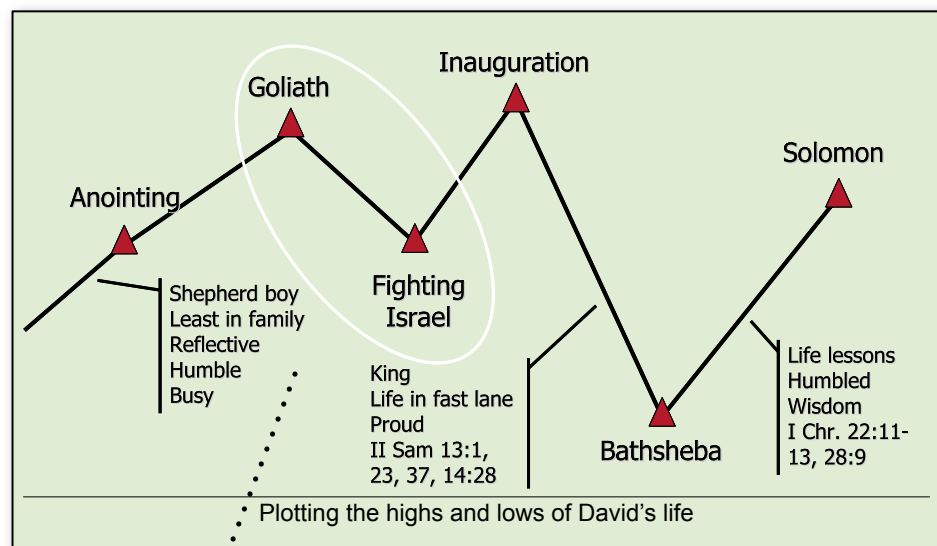 Inauguration
Goliath
Solomon
Anointing
Fighting
Israel
Shepherd boy
Least in family
Reflective
Humble
Busy
King
Life in fast lane
Proud
II Sam 13:1,
23, 37, 14:28
Bathsheba
Life lessons
Humbled
Wisdom
I Chr. 22:11-
13, 28:9
Plotting the highs and lows of David’s life